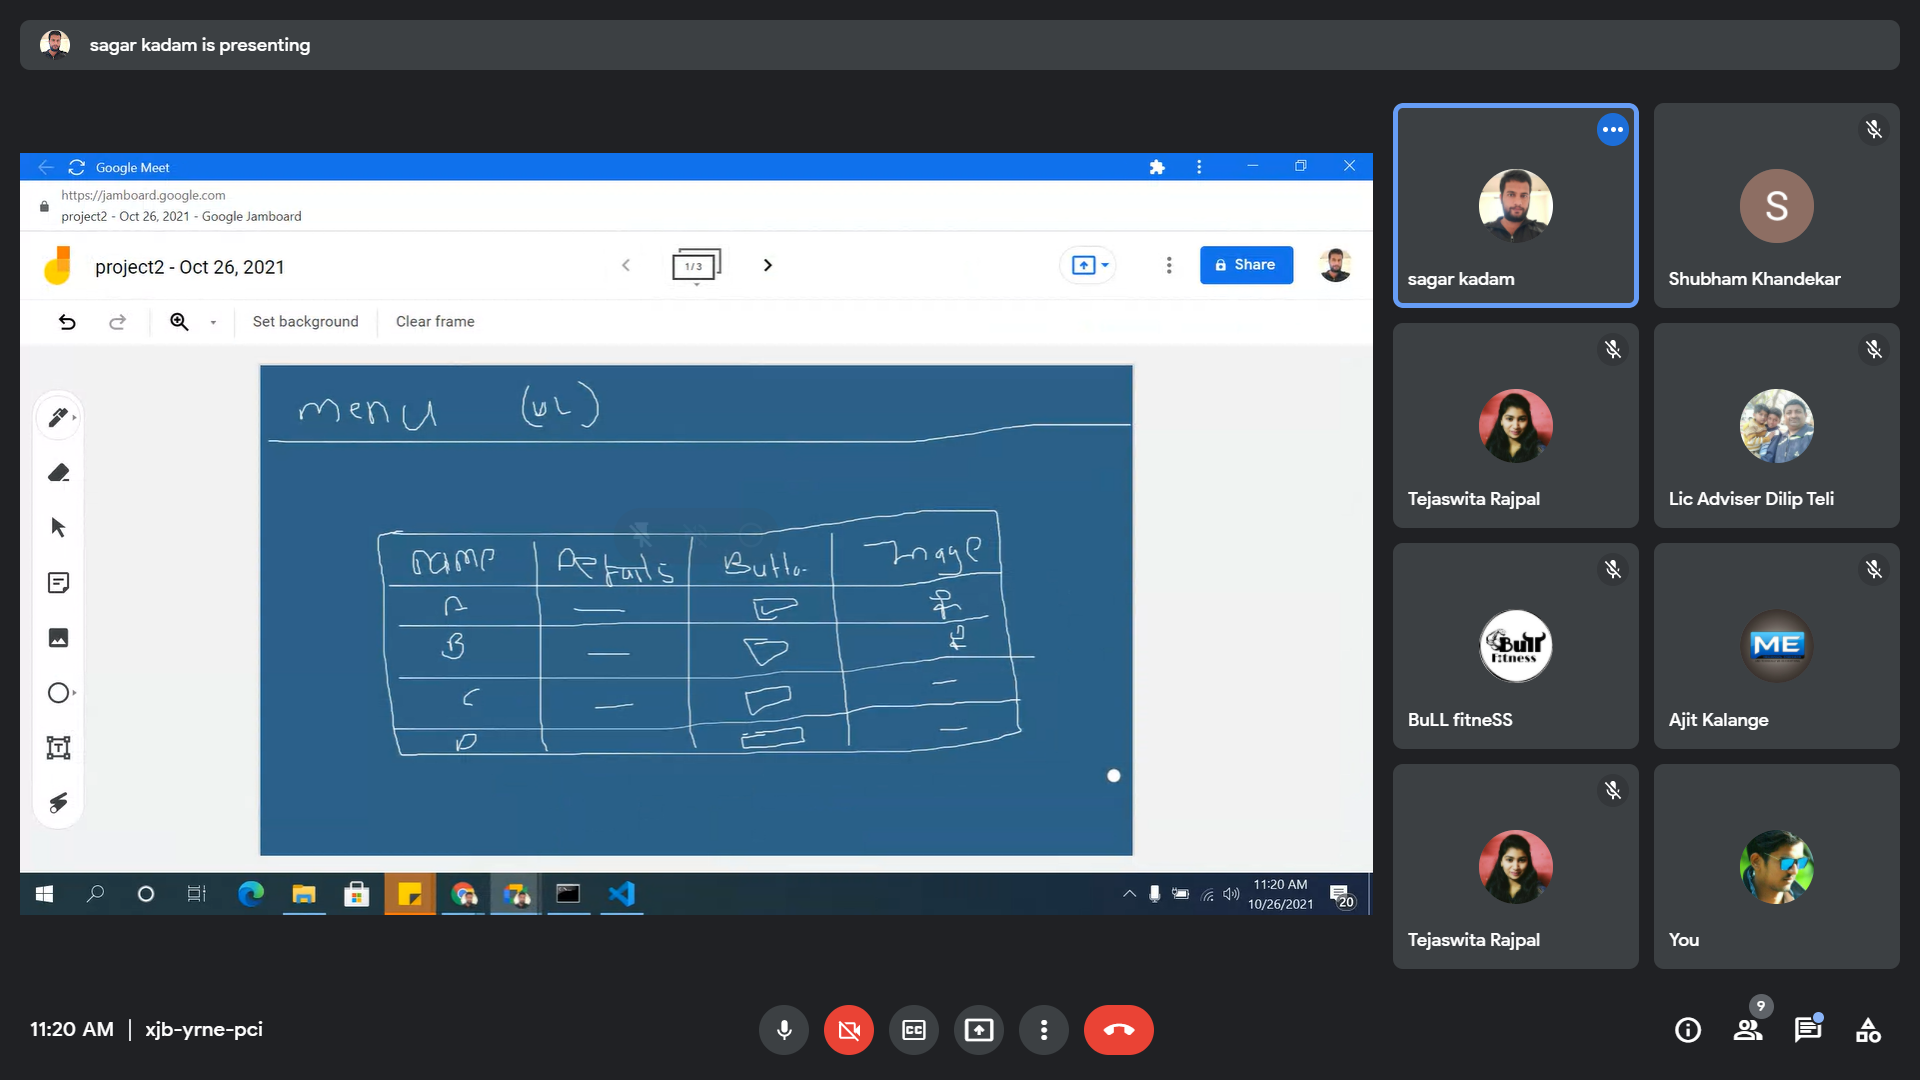 sagar kadam is presenting
Google Meet
https://jamboard.google.com
project2 - Oct 26, 2021 - Google Jamboard
project2 - Oct 26, 2021
1/3
Share
Set background
Clear frame
menu (UL)
name Details Butto- Image
A
B
C
D
11:20 AM
10/26/2021
20
sagar kadam
S
Shubham Khandekar
Tejaswita Rajpal
Lic Adviser Dilip Teli
BuLL
Fitness
BuLL fitneSS
ME
Ajit Kalange
Tejaswita Rajpal
You
11:20 AM | xjb-yrne-pci
CC
9